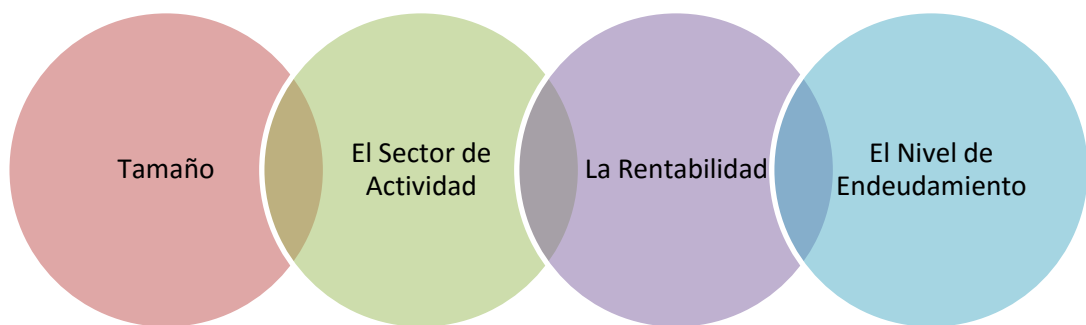 Tamaño
El Sector de
Actividad
La Rentabilidad
El Nivel de
Endeudamiento